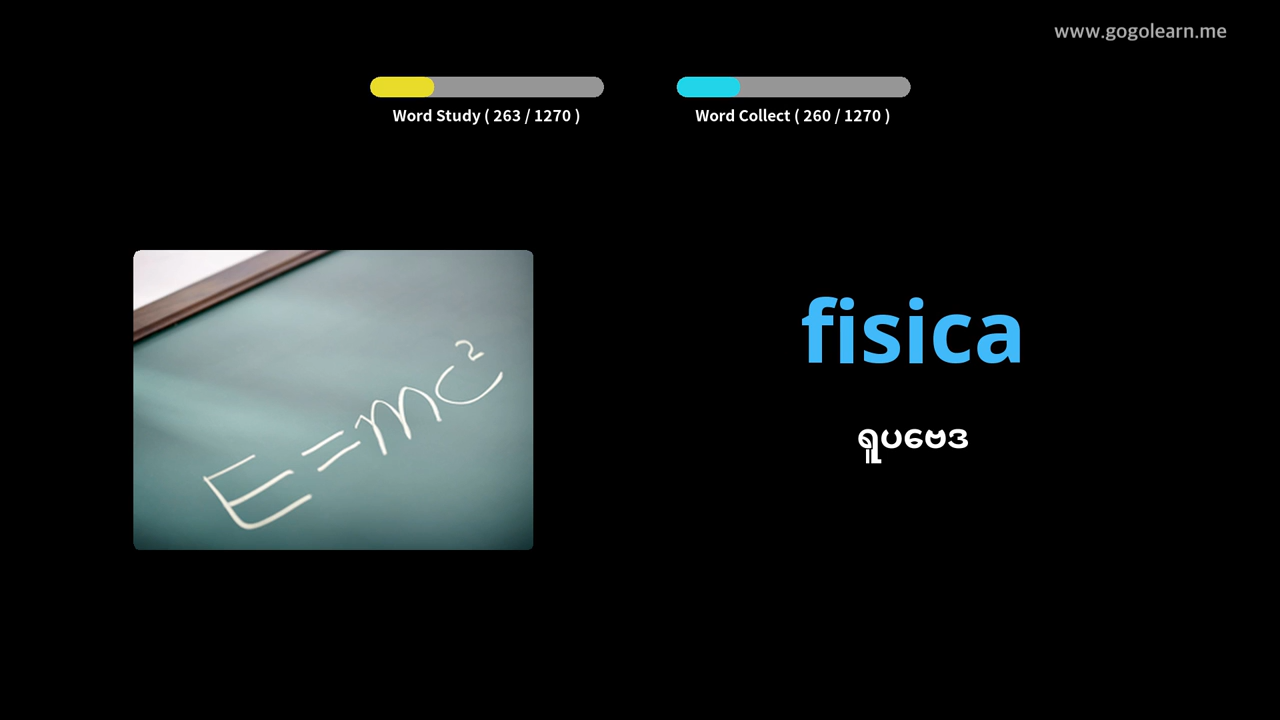 www.gogolearn.me
Word Study ( 263 / 1270 )
Word Collect ( 260 / 1270 )
E=mc²
fisica
ရူပဗေဒ